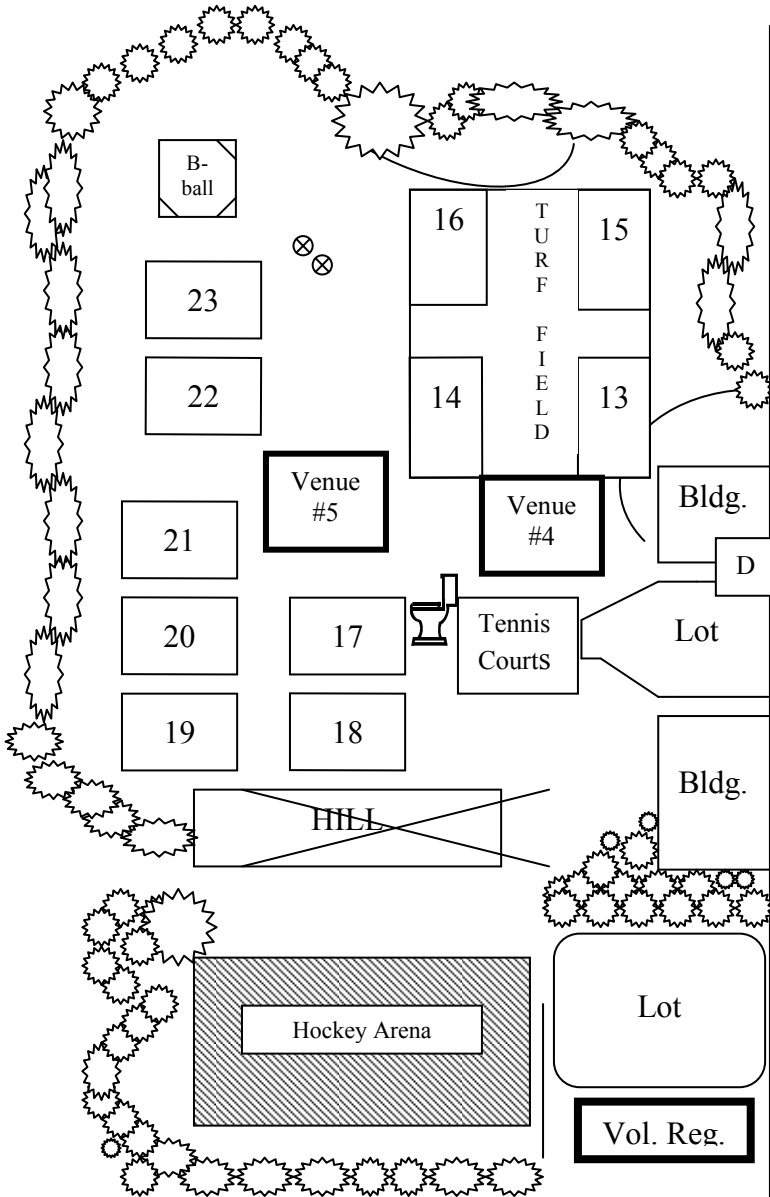 B-
ball
16
TURF FIELD
15
23
22
14
13
Venue
#5
Venue
#4
Bldg.
D
21
20
17
Tennis
Courts
Lot
19
18
Bldg.
HILL
Lot
Hockey Arena
Vol. Reg.